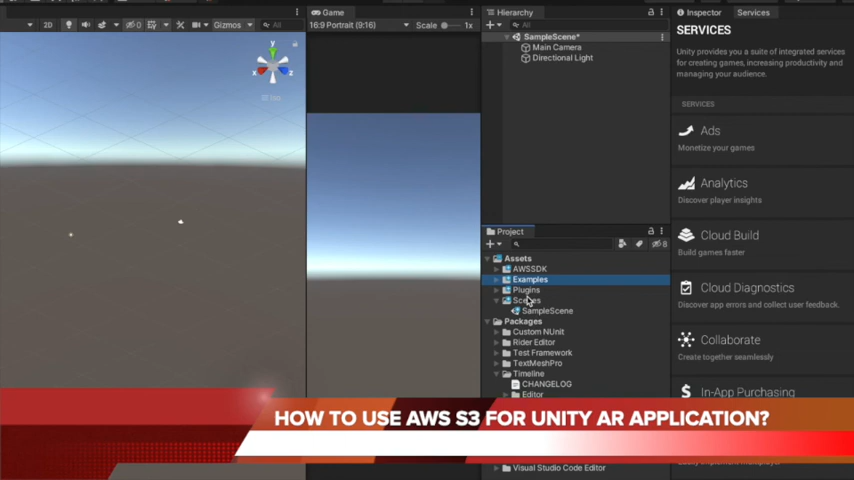 2D
0
Gizmos
All
y
x
z
Game
16:9 Portrait (9:16)
Scale
1x
Hierarchy
All
SampleScene*
Main Camera
Directional Light
Project
8
Assets
AWSSDK
Examples
Plugins
Scenes
SampleScene
Packages
Custom NUnit
Rider Editor
Test Framework
TextMeshPro
Timeline
CHANGELOG
Editor
Visual Studio Code Editor
Inspector
Services
SERVICES
Unity provides you a suite of integrated services
for creating games, increasing productivity and
managing your audience.
SERVICES
Ads
Monetize your games
Analytics
Discover player insights
Cloud Build
Build games faster
Cloud Diagnostics
Discover app errors and collect user feedback.
Collaborate
Create together seamlessly
In-App Purchasing
HOW TO USE AWS S3 FOR UNITY AR APPLICATION?